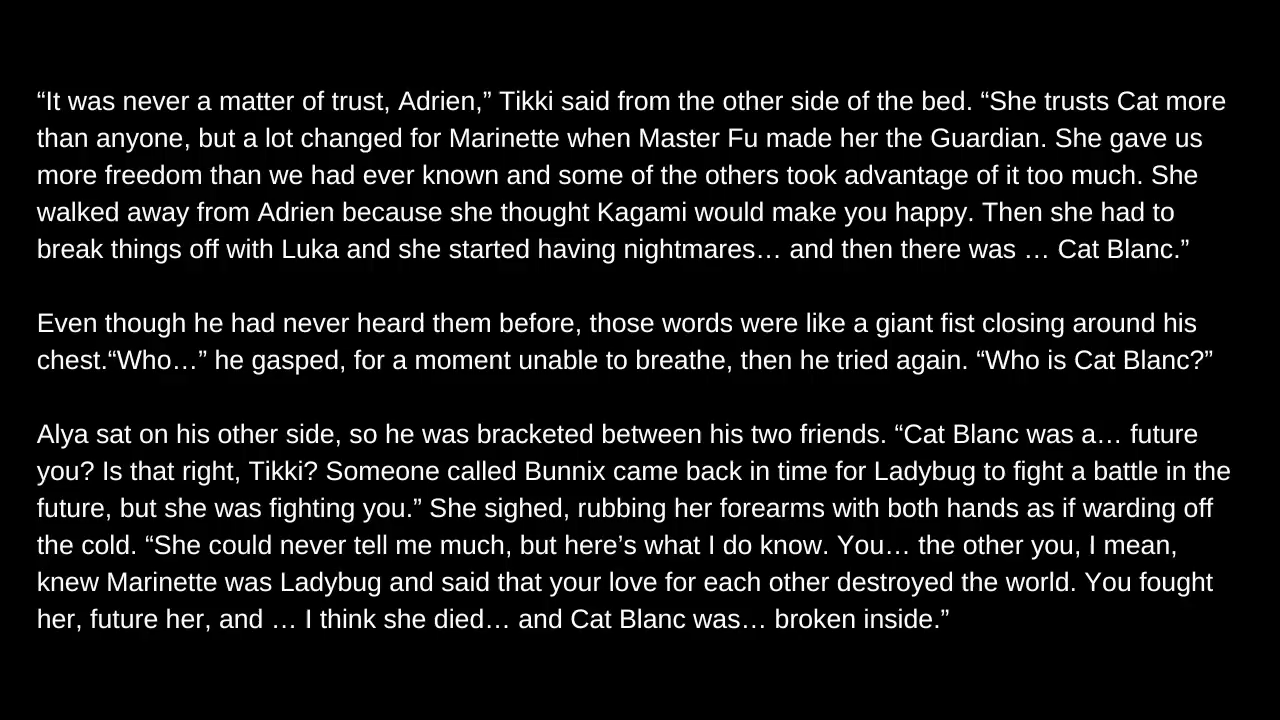 “It was never a matter of trust, Adrien,” Tikki said from the other side of the bed. “She trusts Cat more
than anyone, but a lot changed for Marinette when Master Fu made her the Guardian. She gave us
more freedom than we had ever known and some of the others took advantage of it too much. She
walked away from Adrien because she thought Kagami would make you happy. Then she had to
break things off with Luka and she started having nightmares… and then there was … Cat Blanc.”
Even though he had never heard them before, those words were like a giant fist closing around his
chest.“Who…” he gasped, for a moment unable to breathe, then he tried again. “Who is Cat Blanc?”
Alya sat on his other side, so he was bracketed between his two friends. “Cat Blanc was a… future
you? Is that right, Tikki? Someone called Bunnix came back in time for Ladybug to fight a battle in the
future, but she was fighting you.” She sighed, rubbing her forearms with both hands as if warding off
the cold. “She could never tell me much, but here’s what I do know. You… the other you, I mean,
knew Marinette was Ladybug and said that your love for each other destroyed the world. You fought
her, future her, and … I think she died… and Cat Blanc was… broken inside.”